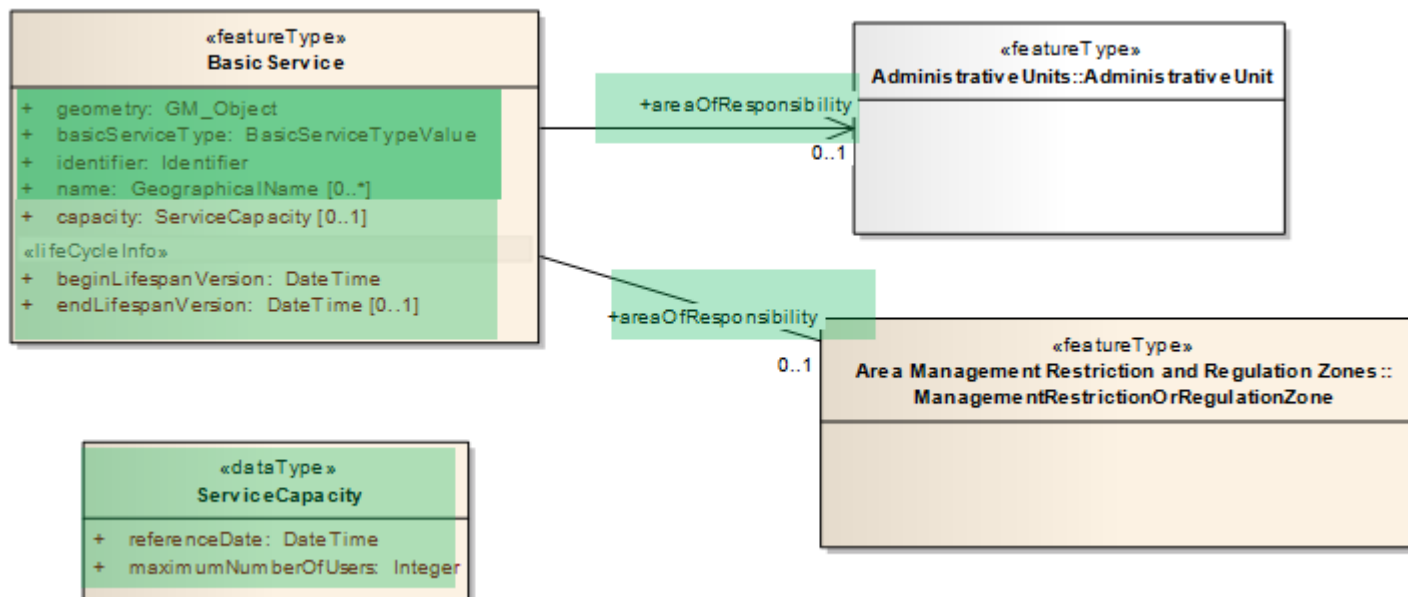 «featureType»
Basic Service
+ geometry: GM_Object
+ basicServiceType: BasicServiceTypeValue
+ identifier: Identifier
+ name: GeographicalName [0..*]
+ capacity: ServiceCapacity [0..1]
«lifeCycleInfo»
+ beginLifespanVersion: DateTime
+ endLifespanVersion: DateTime [0..1]
+areaOfResponsibility
0..1
«featureType»
AdministrativeUnits::AdministrativeUnit
+areaOfResponsibility
0..1
«featureType»
Area Management Restriction and Regulation Zones::
ManagementRestrictionOrRegulationZone
«dataType»
ServiceCapacity
+ referenceDate: DateTime
+ maximumNumberOfUsers: Integer